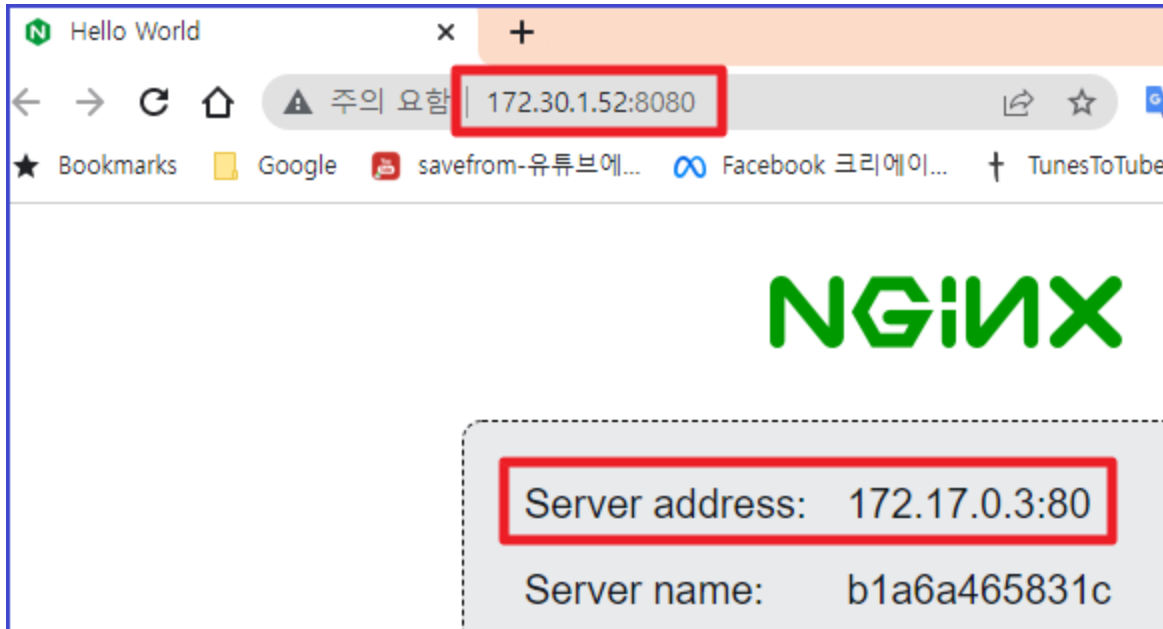 Hello World
주의 요함 172.30.1.52:8080
Bookmarks Google savefrom-유튜브에... Facebook 크리에이... TunesToTube
NGINX
Server address: 172.17.0.3:80
Server name: b1a6a465831c